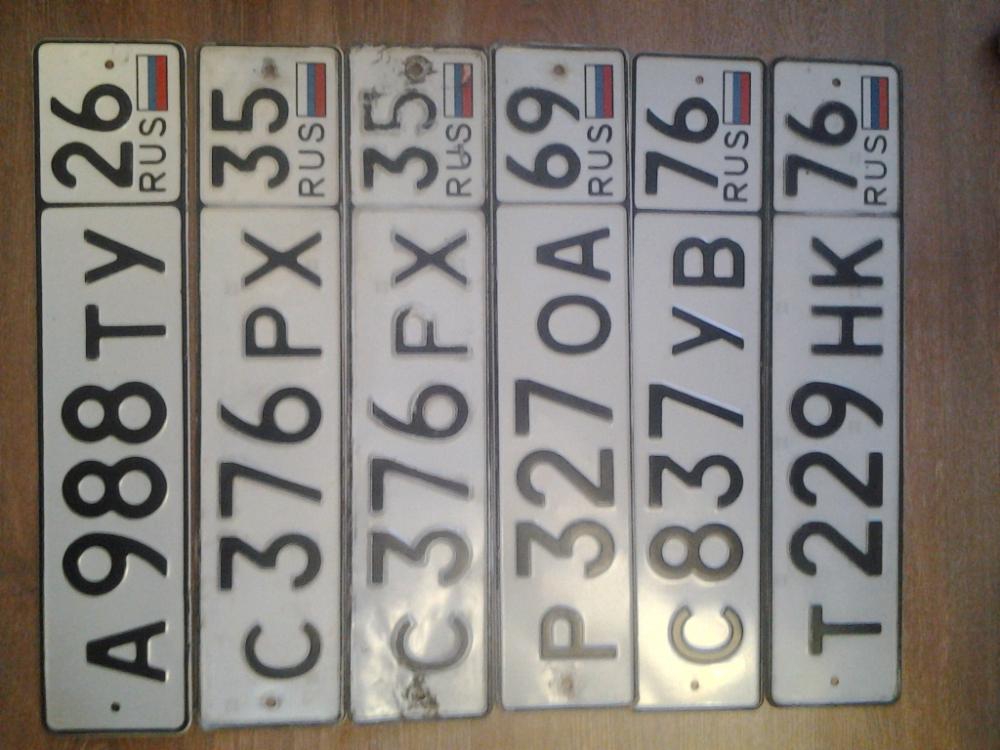 А988ТУ 26 RUS
С376РХ 35 RUS
С376РХ 35 RUS
Р327ОА 69 RUS
С837УВ 76 RUS
Т229НК 76 RUS